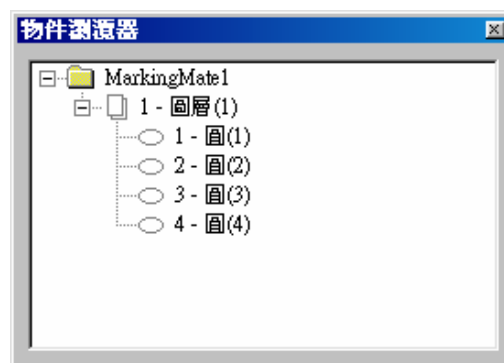 物件瀏覽器
MarkingMate1
1 - 圖層(1)
1 - 圓(1)
2 - 圓(2)
3 - 圓(3)
4 - 圓(4)